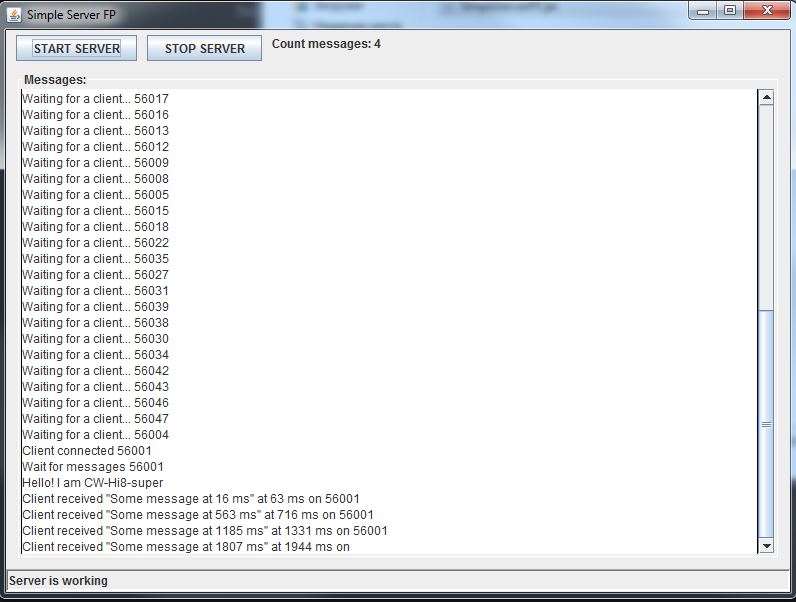 Simple Server FP
START SERVER STOP SERVER Count messages: 4
Messages:
Waiting for a client... 56017
Waiting for a client... 56016
Waiting for a client... 56013
Waiting for a client... 56012
Waiting for a client... 56009
Waiting for a client... 56008
Waiting for a client... 56005
Waiting for a client... 56015
Waiting for a client... 56018
Waiting for a client... 56022
Waiting for a client... 56035
Waiting for a client... 56027
Waiting for a client... 56031
Waiting for a client... 56039
Waiting for a client... 56038
Waiting for a client... 56030
Waiting for a client... 56034
Waiting for a client... 56042
Waiting for a client... 56043
Waiting for a client... 56046
Waiting for a client... 56047
Waiting for a client... 56004
Client connected 56001
Wait for messages 56001
Hello! I am CW-Hi8-super
Client received "Some message at 16 ms" at 63 ms on 56001
Client received "Some message at 563 ms" at 716 ms on 56001
Client received "Some message at 1185 ms" at 1331 ms on 56001
Client received "Some message at 1807 ms" at 1944 ms on
Server is working